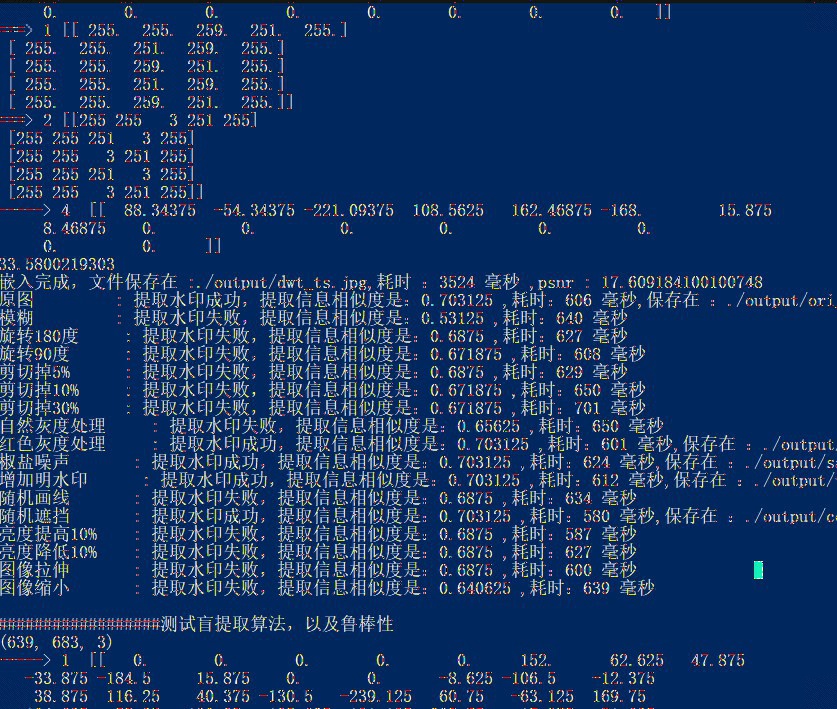 0.     0.     0.     0.     0.     0.     0.     0.   ]]
----> 1 [[ 255.  255.  259.  251.  255.]
[ 255.  255.  251.  259.  255.]
[ 255.  255.  259.  251.  255.]
[ 255.  255.  251.  259.  255.]
[ 255.  255.  259.  251.  255.]]
----> 2 [[255 255   3 251 255]
[255 255 251   3 255]
[255 255   3 251 255]
[255 255 251   3 255]
[255 255   3 251 255]]
------> 4  [[  88.34375  -54.34375 -221.09375  108.5625   162.46875 -168.       15.875
8.46875    0.        0.        0.        0.        0.        0.
0.        0.     ]]
33.5800219303
嵌入完成，文件保存在 :./output/dwt_ts.jpg,耗时 : 3524 毫秒 ,psnr : 17.609184100100748
原图         : 提取水印成功，提取信息相似度是: 0.703125 ,耗时: 606 毫秒,保存在 : ./output/ori_
模糊         : 提取水印失败，提取信息相似度是: 0.53125 ,耗时: 640 毫秒
旋转180度     : 提取水印失败，提取信息相似度是: 0.6875 ,耗时: 627 毫秒
旋转90度      : 提取水印失败，提取信息相似度是: 0.671875 ,耗时: 608 毫秒
剪切掉5%      : 提取水印失败，提取信息相似度是: 0.6875 ,耗时: 629 毫秒
剪切掉10%     : 提取水印失败，提取信息相似度是: 0.671875 ,耗时: 650 毫秒
剪切掉30%     : 提取水印失败，提取信息相似度是: 0.671875 ,耗时: 701 毫秒
自然灰度处理     : 提取水印失败，提取信息相似度是: 0.65625 ,耗时: 650 毫秒
红色灰度处理     : 提取水印成功，提取信息相似度是: 0.703125 ,耗时: 601 毫秒,保存在 : ./output/
椒盐噪声       : 提取水印成功，提取信息相似度是: 0.703125 ,耗时: 624 毫秒,保存在 : ./output/sa
增加明水印      : 提取水印成功，提取信息相似度是: 0.703125 ,耗时: 612 毫秒,保存在 : ./output/
随机画线       : 提取水印失败，提取信息相似度是: 0.6875 ,耗时: 634 毫秒
随机遮挡       : 提取水印成功，提取信息相似度是: 0.703125 ,耗时: 580 毫秒,保存在 : ./output/co
亮度提高10%    : 提取水印失败，提取信息相似度是: 0.6875 ,耗时: 587 毫秒
亮度降低10%    : 提取水印失败，提取信息相似度是: 0.6875 ,耗时: 627 毫秒
图像拉伸       : 提取水印失败，提取信息相似度是: 0.6875 ,耗时: 600 毫秒
图像缩小       : 提取水印失败，提取信息相似度是: 0.640625 ,耗时: 639 毫秒
##################测试盲提取算法，以及鲁棒性
(639, 683, 3)
------> 1  [[   0.      0.      0.      0.      0.    152.     62.625   47.875
-33.875 -184.5    15.875    0.      0.     -8.625 -106.5    -12.375
38.875  116.25   40.375 -130.5   -239.125   60.75   -63.125  169.75